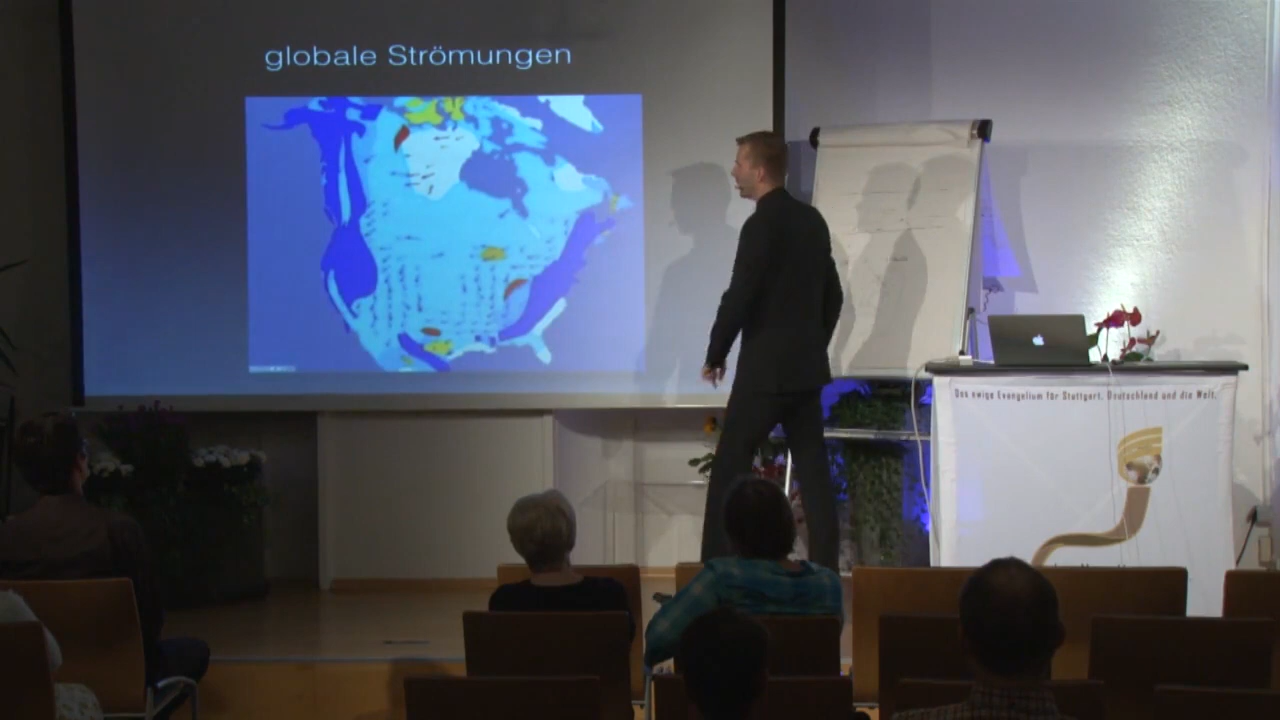 globale Strömungen
Das ewige Evangelium für Stuttgart, Deutschland und die Welt.